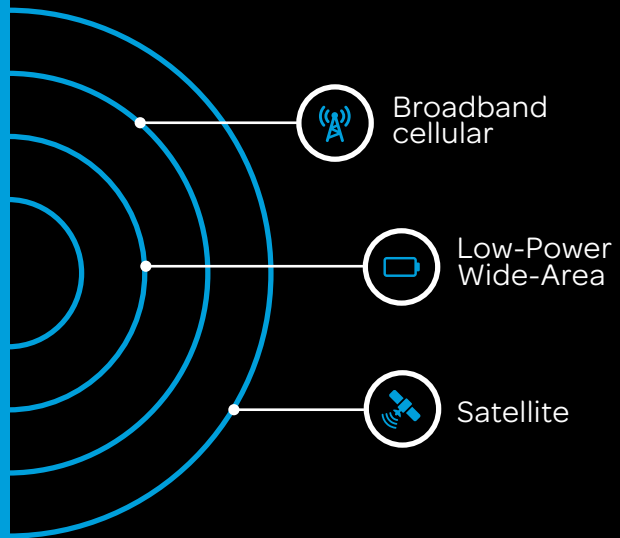 Broadband
cellular
Low-Power
Wide-Area
Satellite